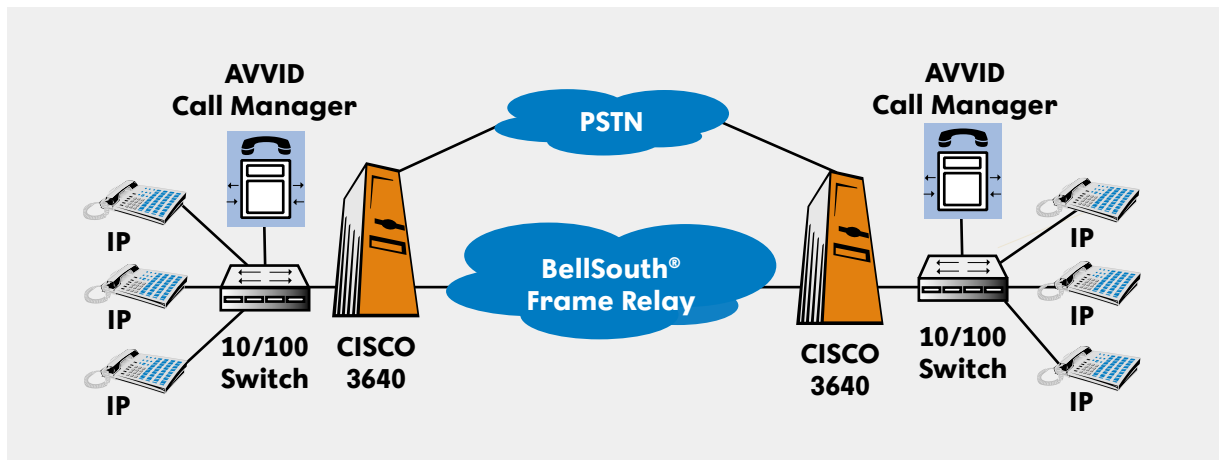 AVVID
Call Manager
AVVID
Call Manager
PSTN
IP
IP
IP
10/100
Switch
CISCO
3640
BellSouth®
Frame Relay
CISCO
3640
10/100
Switch
IP
IP
IP